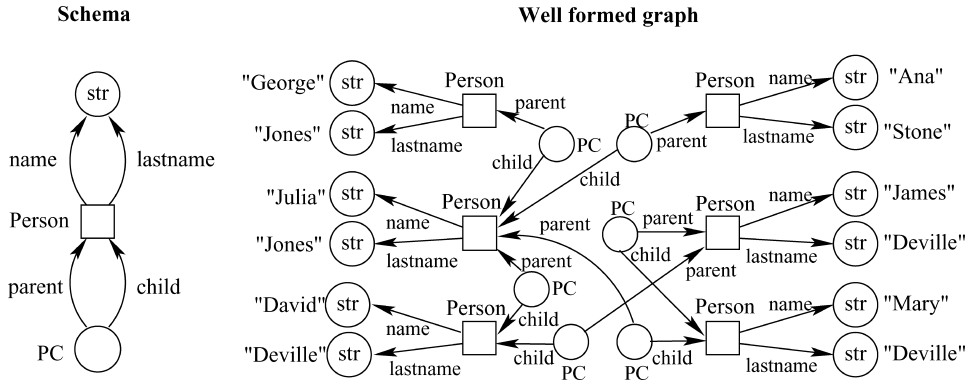 Schema
str
name
lastname
Person
parent
child
PC
Well formed graph
"George" str name Person parent
"Jones" str lastname PC child
Person name str "Ana"
PC parent lastname str "Stone"
child
"Julia" str name Person parent
"Jones" str lastname
PC parent child Person name str "James"
lastname str "Deville"
parent
parent PC child
"David" str name Person
"Deville" str lastname child PC
PC child Person name str "Mary"
lastname str "Deville"